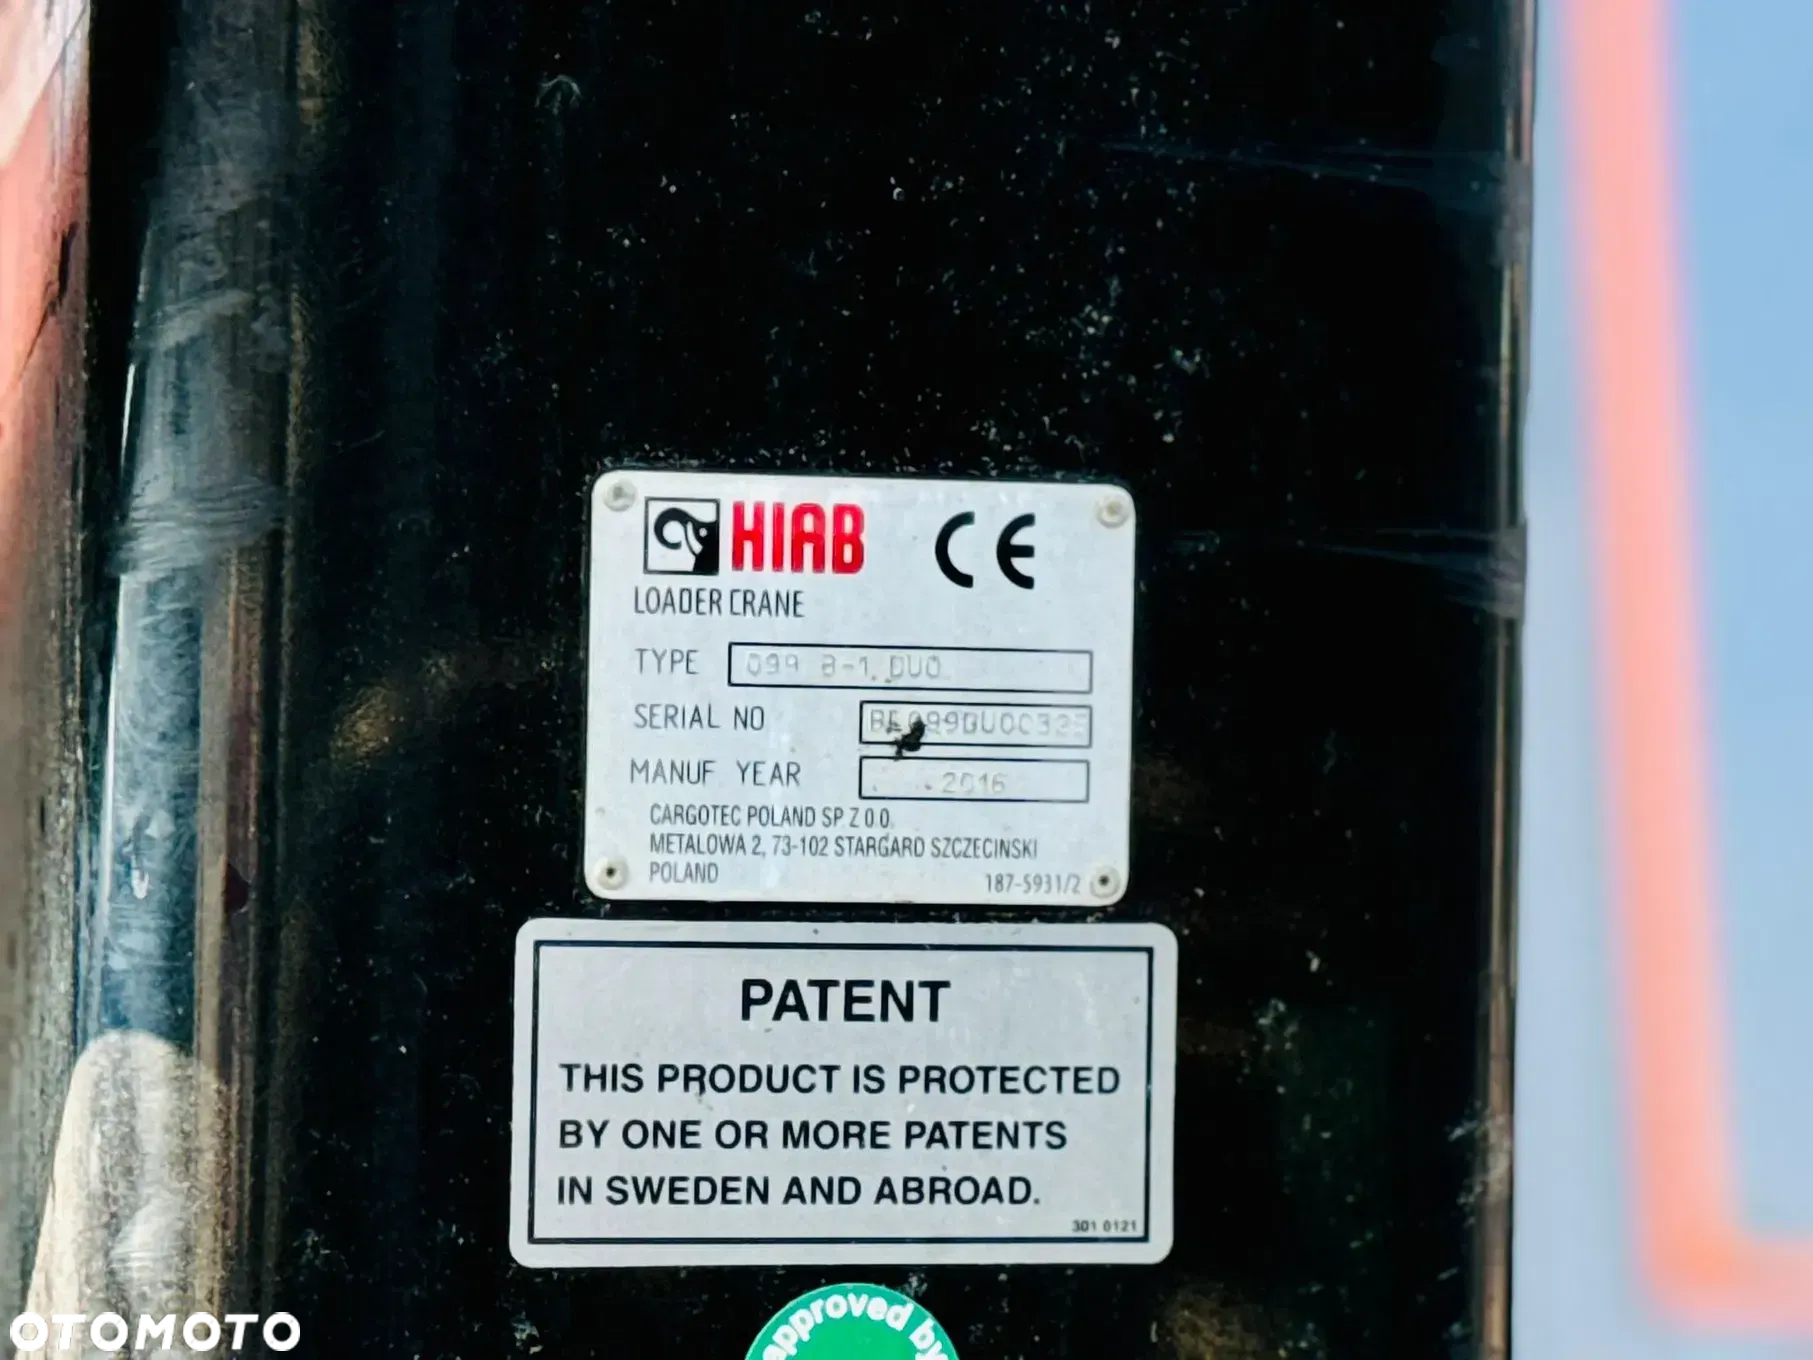 HIAB CE
LOADER CRANE
TYPE 099 B-1 DUO
SERIAL NO
MANUF YEAR 2016
CARGOTEC POLAND SP. Z O.O.
METALOWA 2, 73-102 STARGARD SZCZECINSKI
POLAND 187-5931/2
PATENT
THIS PRODUCT IS PROTECTED
BY ONE OR MORE PATENTS
IN SWEDEN AND ABROAD.
301 0121
approved by
OTOMOTO